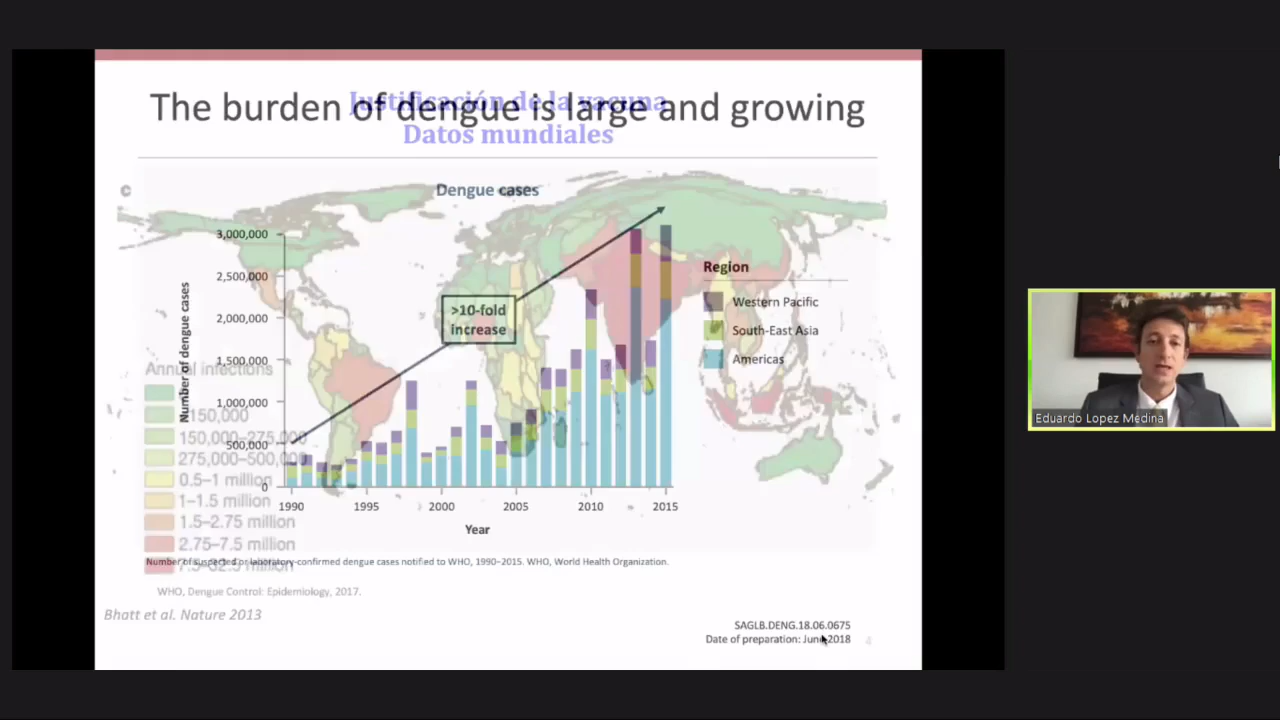 The burden of dengue is large and growing
Justificación de la vacuna
Datos mundiales
c
Dengue cases
Number of dengue cases
3,000,000
2,500,000
2,000,000
1,500,000
1,000,000
500,000
0
>10-fold
increase
Region
Western Pacific
South-East Asia
Americas
1990
1995
2000
2005
2010
2015
Year
Annual infections
150,000
150,000–275,000
275,000–500,000
0.5–1 million
1–1.5 million
1.5–2.75 million
2.75–7.5 million
7.5–32.5 million
Number of suspected or laboratory-confirmed dengue cases notified to WHO, 1990–2015. WHO, World Health Organization.
WHO, Dengue Control: Epidemiology, 2017.
Bhatt et al. Nature 2013
SAGLB.DENG.18.06.0675
Date of preparation: June 2018
4
Eduardo Lopez Medina